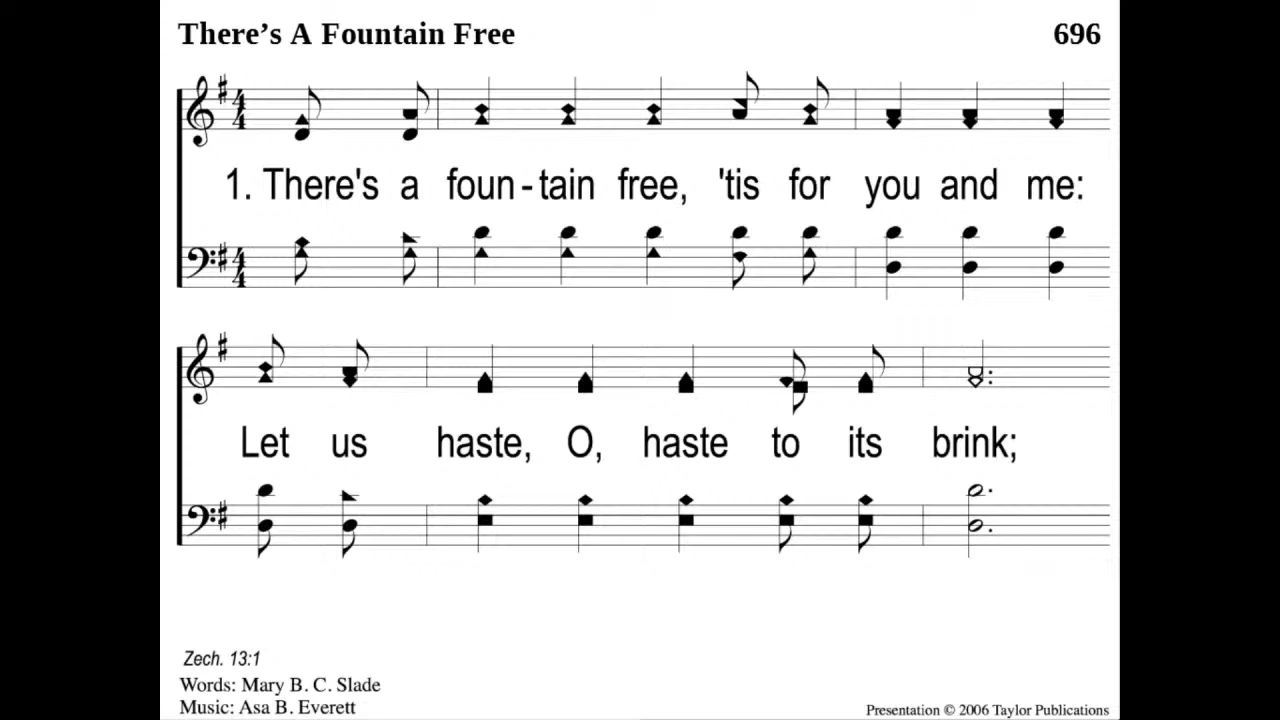 There’s A Fountain Free 696
1. There's a foun - tain free, 'tis for you and me:
Let us haste, O, haste to its brink;
Zech. 13:1
Words: Mary B. C. Slade
Music: Asa B. Everett
Presentation © 2006 Taylor Publications